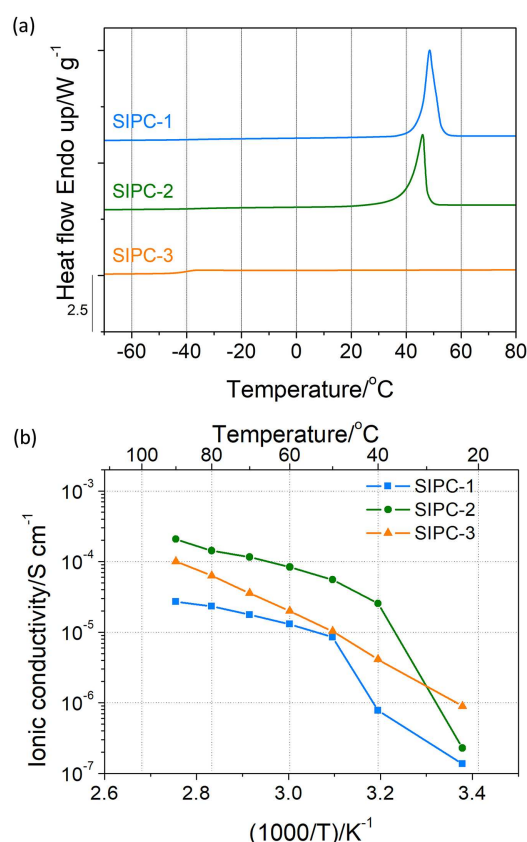 (a)
Heat flow Endo up/W g⁻¹
SIPC-1
SIPC-2
SIPC-3
2.5
-60 -40 -20 0 20 40 60 80
Temperature/°C
(b)
Temperature/°C
100 80 60 40 20
Ionic conductivity/S cm⁻¹
SIPC-1
SIPC-2
SIPC-3
10⁻³
10⁻⁴
10⁻⁵
10⁻⁶
10⁻⁷
2.6 2.8 3.0 3.2 3.4
(1000/T)/K⁻¹